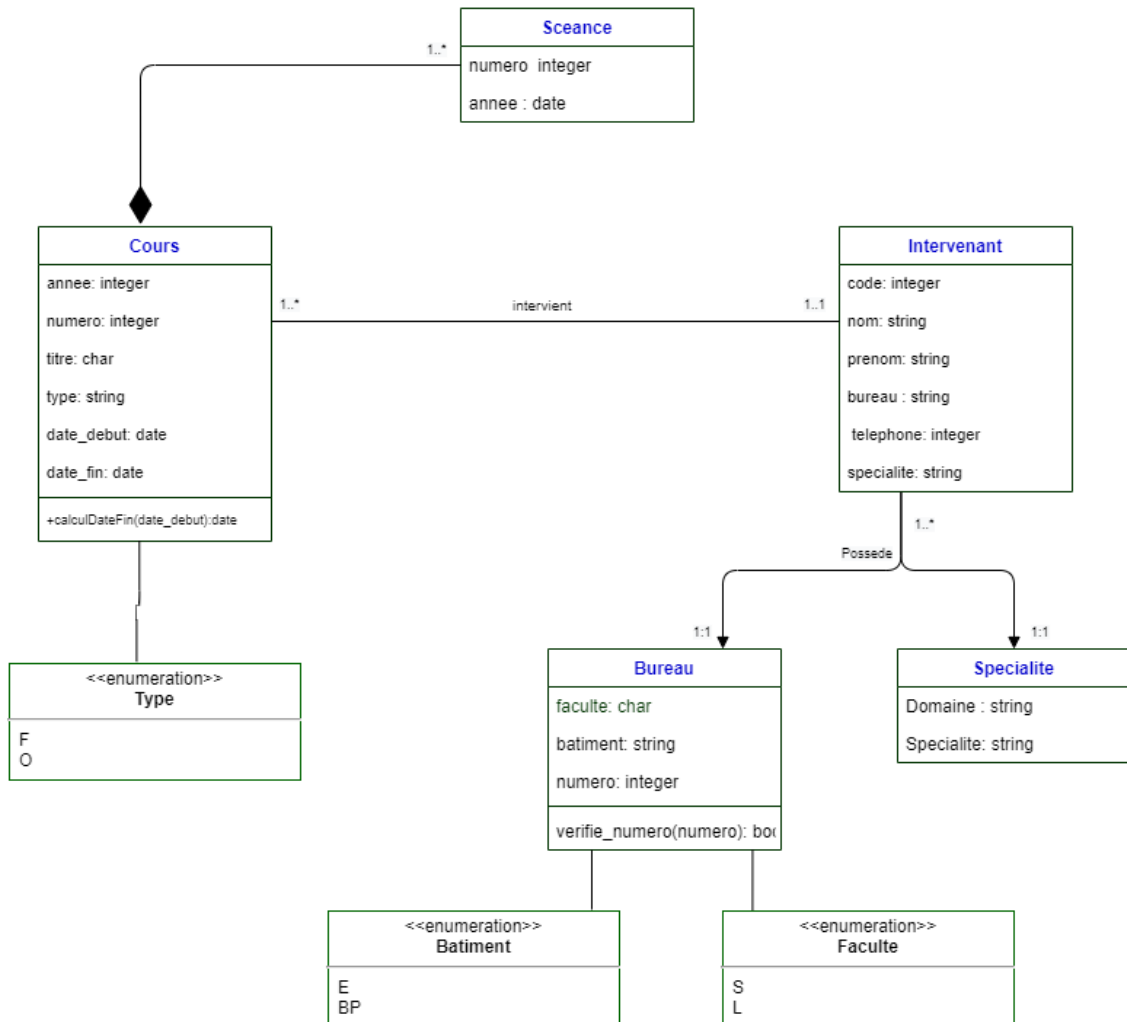 Sceance
1..*
numero integer
annee : date
Cours
annee: integer
numero: integer
titre: char
type: string
date_debut: date
date_fin: date
+calculDateFin(date_debut):date
1..*
intervient
1..1
Intervenant
code: integer
nom: string
prenom: string
bureau : string
telephone: integer
specialite: string
1..*
Possede
1:1
1:1
Bureau
faculte: char
batiment: string
numero: integer
verifie_numero(numero): boo
Specialite
Domaine : string
Specialite: string
<<enumeration>>
Type
F
O
<<enumeration>>
Batiment
E
BP
<<enumeration>>
Faculte
S
L